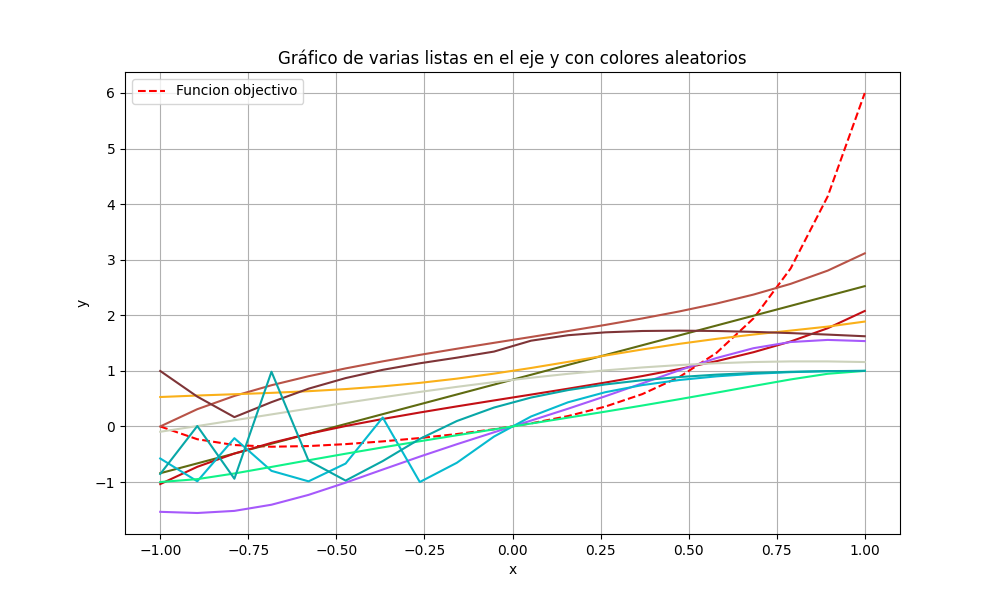 Gráfico de varias listas en el eje y con colores aleatorios
Funcion objectivo
6
5
4
3
2
1
0
−1
y
−1.00 −0.75 −0.50 −0.25 0.00 0.25 0.50 0.75 1.00
x